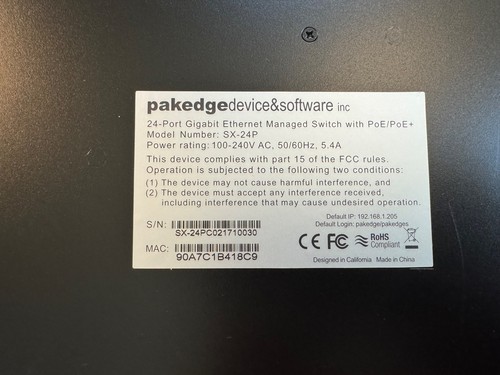 pakedgedevice&software inc
24-Port Gigabit Ethernet Managed Switch with PoE/PoE+
Model Number: SX-24P
Power rating: 100-240V AC, 50/60Hz, 5.4A
This device complies with part 15 of the FCC rules.
Operation is subjected to the following two conditions:
(1) The device may not cause harmful interference, and
(2) The device must accept any interference received,
including interference that may cause undesired operation.
Default IP: 192.168.1.205
Default Login: pakedge/pakedges
S/N:
SX-24PC021710030
CE FC RoHS
Compliant
MAC:
90A7C1B418C9
Designed in California Made in China